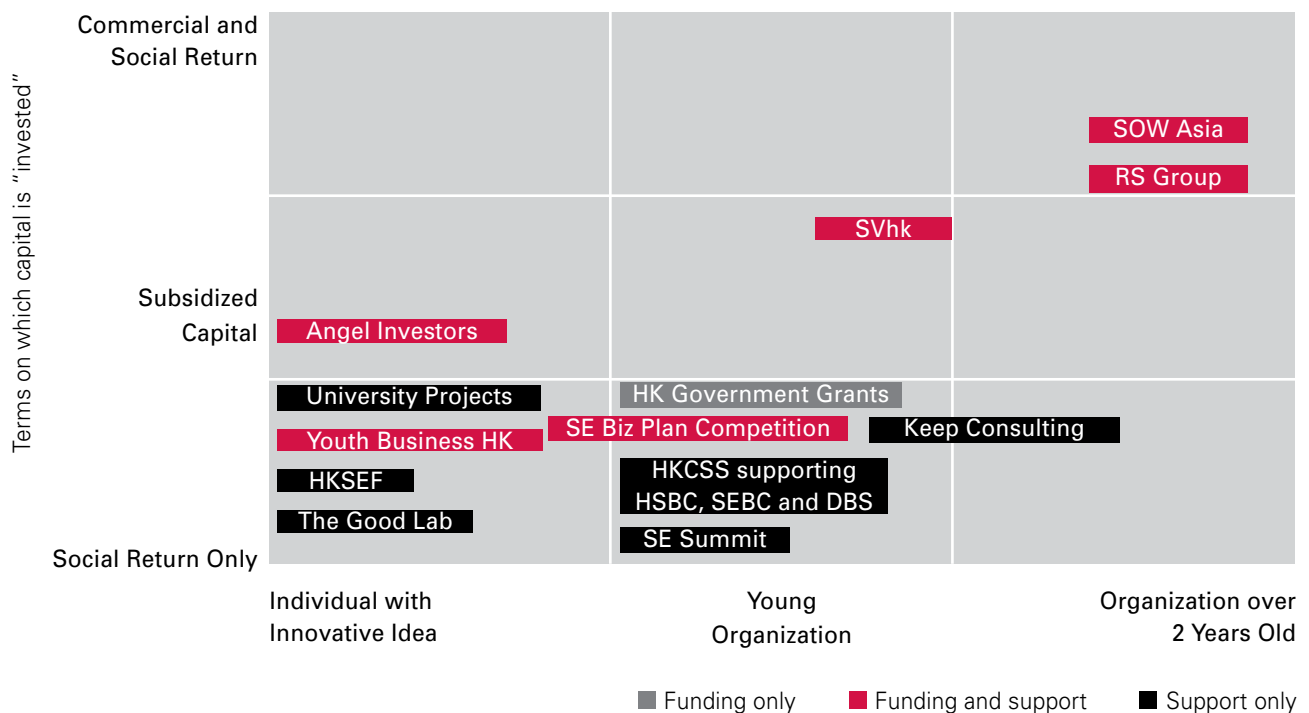 Terms on which capital is “invested”
Commercial and
Social Return
SOW Asia
RS Group
SVhk
Subsidized
Capital
Angel Investors
University Projects
HK Government Grants
Youth Business HK
SE Biz Plan Competition
Keep Consulting
HKSEF
HKCSS supporting
HSBC, SEBC and DBS
The Good Lab
SE Summit
Social Return Only
Individual with
Innovative Idea
Young
Organization
Organization over
2 Years Old
Funding only
Funding and support
Support only